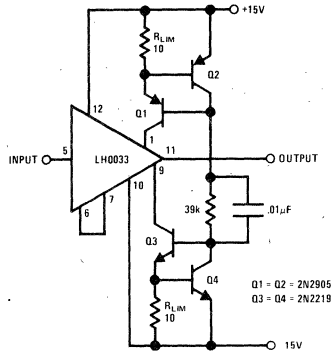 +15V
RLIM
10
Q2
12
Q1
1
5
11
INPUT
LH0033
OUTPUT
10
9
6
7
39k
.01μF
Q3
Q4
Q1 = Q2 = 2N2905
Q3 = Q4 = 2N2219
RLIM
10
15V